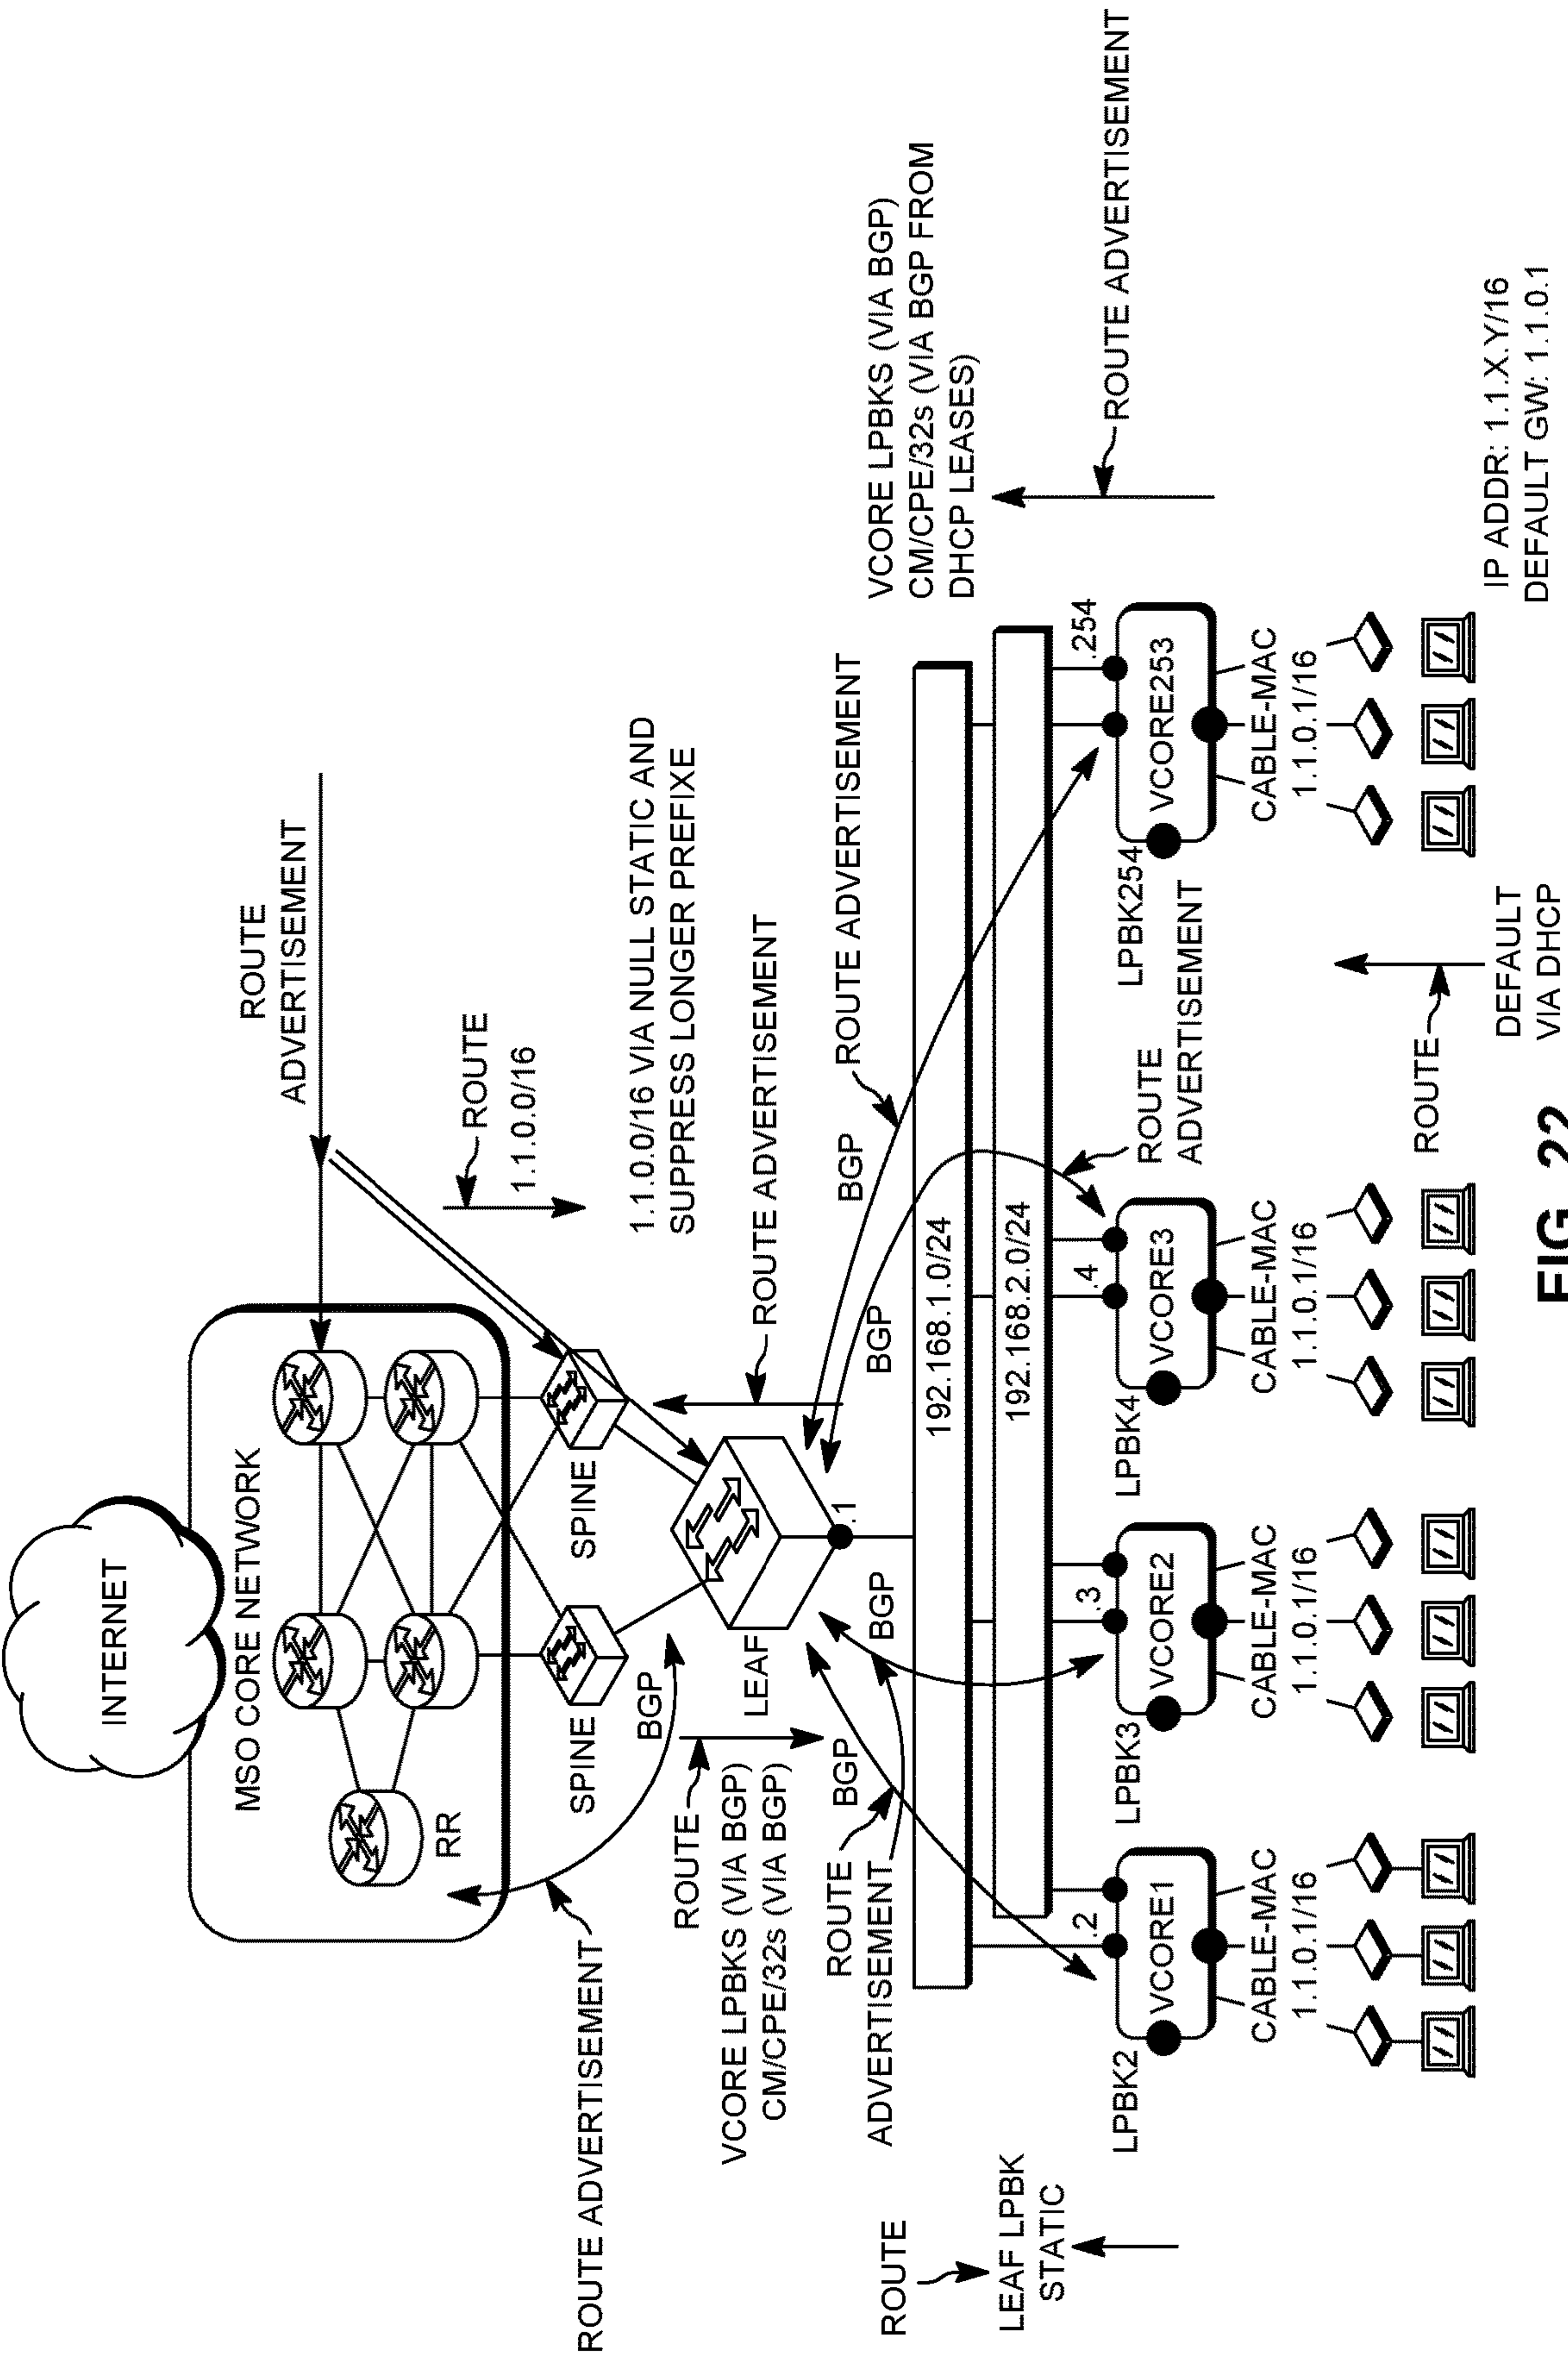 INTERNET
MSO CORE NETWORK
RR
ROUTE
ADVERTISEMENT
ROUTE
1.1.0.0/16
SPINE
SPINE
1.1.0.0/16 VIA NULL STATIC AND
SUPPRESS LONGER PREFIXE
ROUTE ADVERTISEMENT
BGP
ROUTE
VCORE LPBKS (VIA BGP)
CM/CPE/32s (VIA BGP)
LEAF
.1
ROUTE ADVERTISEMENT
ROUTE
ADVERTISEMENT
BGP
BGP
BGP
BGP
ROUTE ADVERTISEMENT
VCORE LPBKS (VIA BGP)
CM/CPE/32s (VIA BGP FROM
DHCP LEASES)
ROUTE
LEAF LPBK
STATIC
192.168.1.0/24
192.168.2.0/24
ROUTE ADVERTISEMENT
.2
.3
.4
.254
ROUTE
ADVERTISEMENT
LPBK2
VCORE1
LPBK3
VCORE2
LPBK4
VCORE3
LPBK254
VCORE253
CABLE-MAC
1.1.0.1/16
CABLE-MAC
1.1.0.1/16
CABLE-MAC
1.1.0.1/16
CABLE-MAC
1.1.0.1/16
ROUTE
DEFAULT
VIA DHCP
IP ADDR: 1.1.X.Y/16
DEFAULT GW: 1.1.0.1
FIG. 22